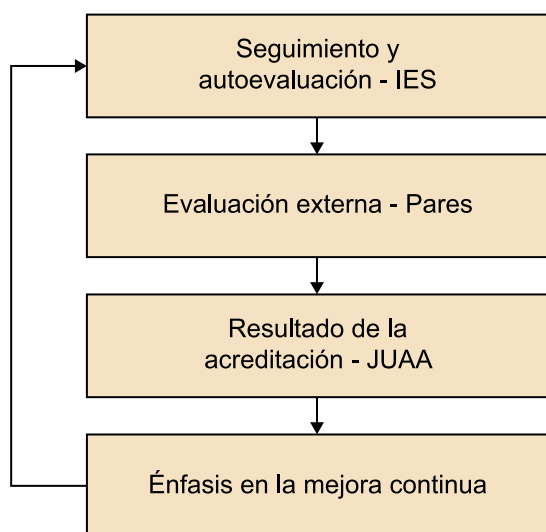 Seguimiento y
autoevaluación - IES
Evaluación externa - Pares
Resultado de la
acreditación - JUAA
Énfasis en la mejora continua